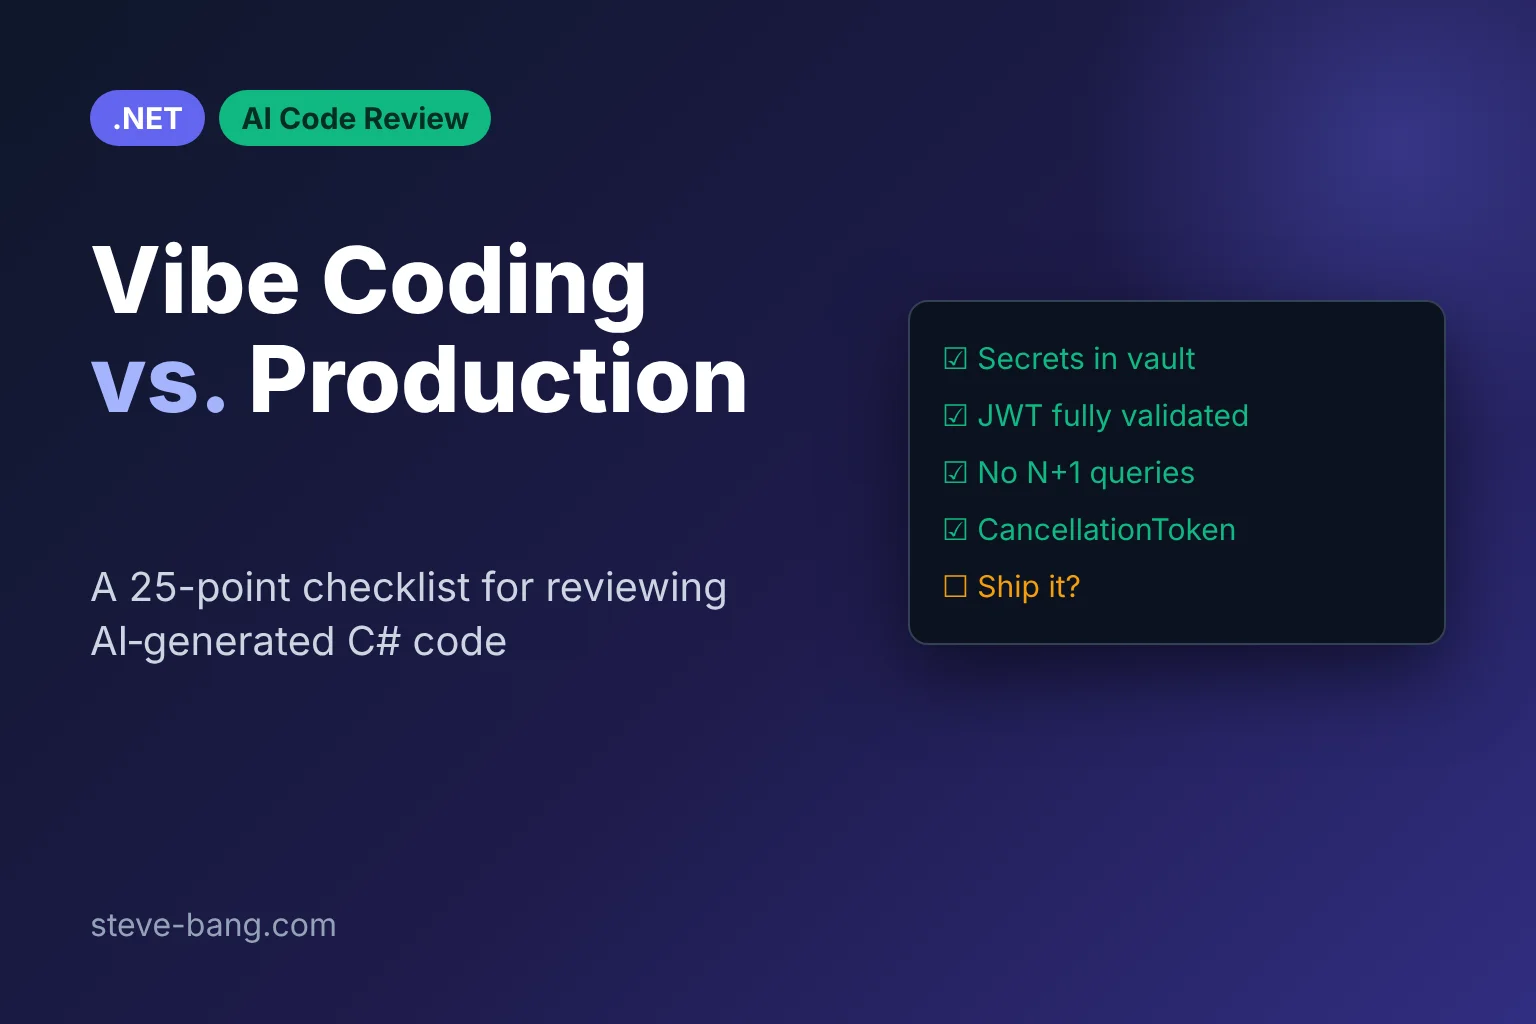 .NET
AI Code Review
Vibe Coding
vs. Production
A 25-point checklist for reviewing
AI-generated C# code
☑ Secrets in vault
☑ JWT fully validated
☑ No N+1 queries
☑ CancellationToken
☐ Ship it?
steve-bang.com